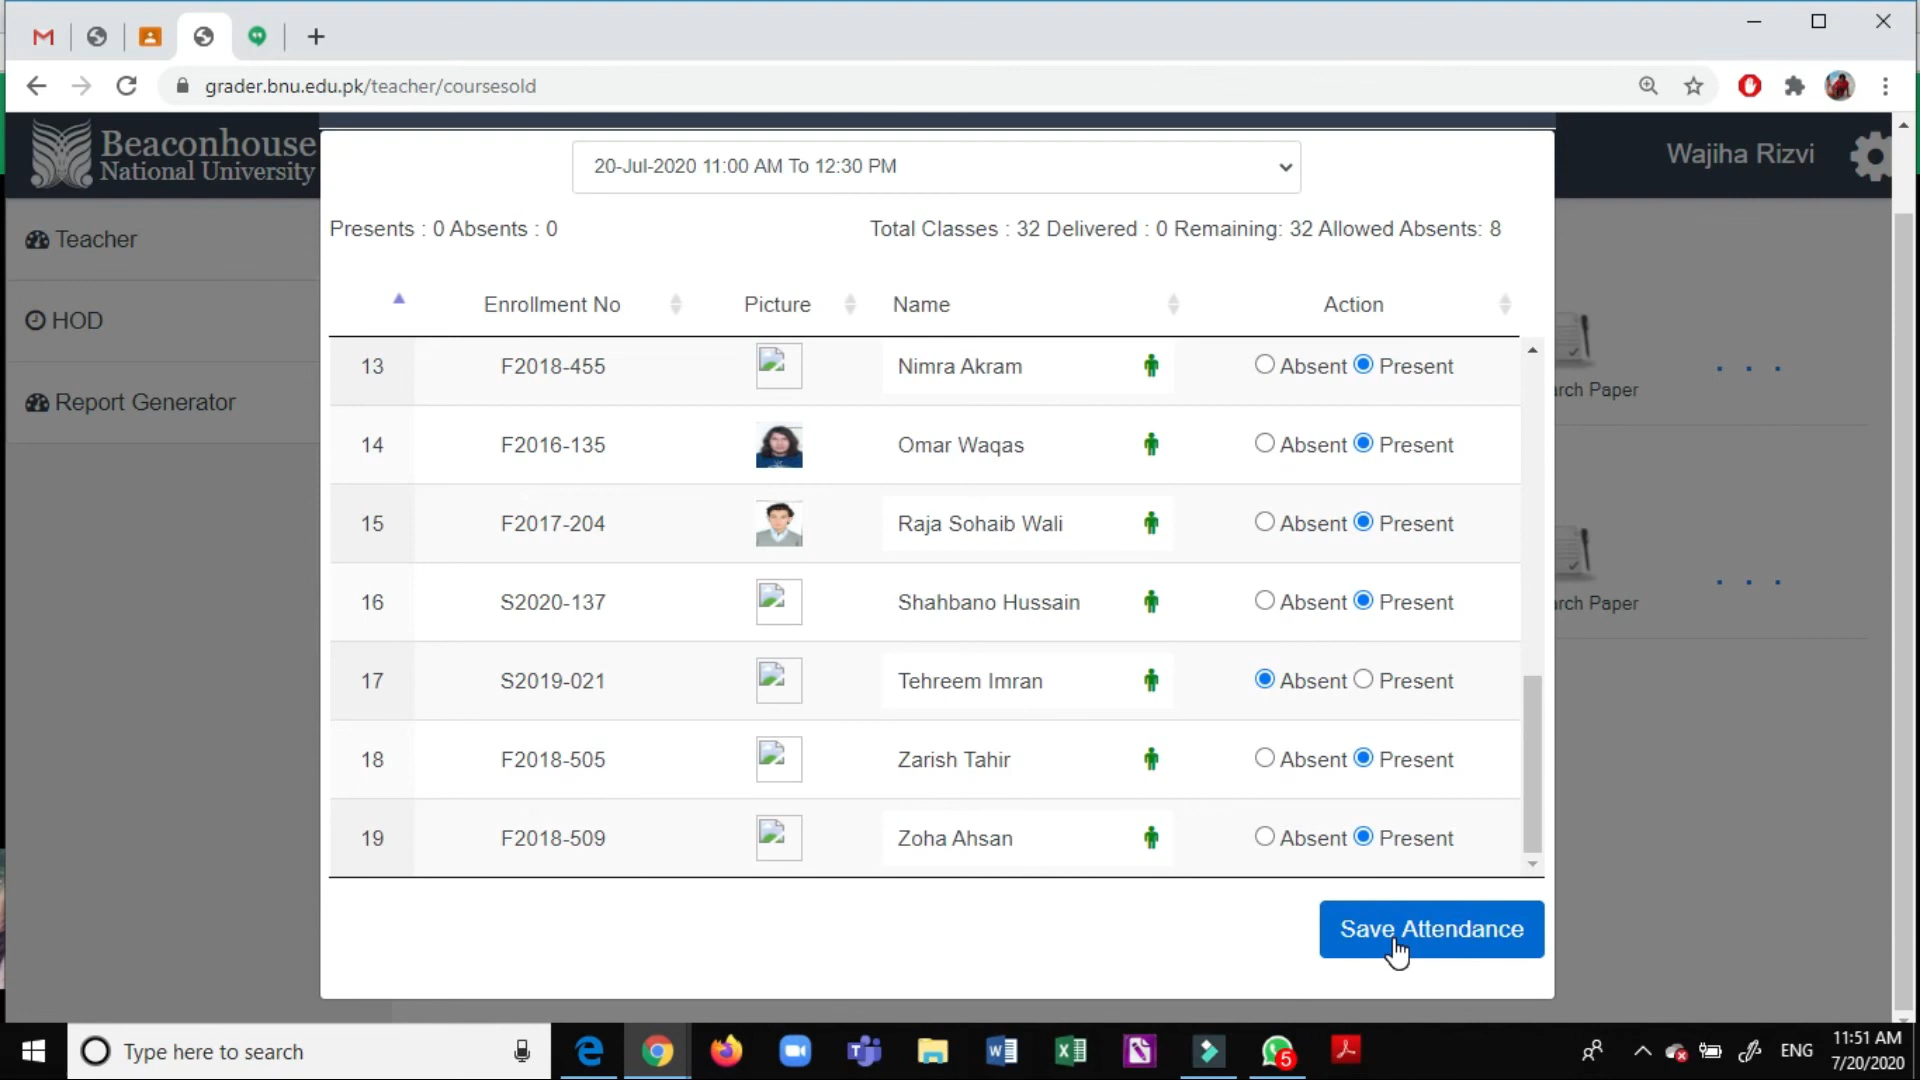 grader.bnu.edu.pk/teacher/coursesold
Beaconhouse
National University
Wajiha Rizvi
20-Jul-2020 11:00 AM To 12:30 PM
Presents : 0 Absents : 0
Total Classes : 32 Delivered : 0 Remaining: 32 Allowed Absents: 8
Teacher
HOD
Report Generator
Enrollment No Picture Name Action
13 F2018-455 Nimra Akram Absent Present
14 F2016-135 Omar Waqas Absent Present
15 F2017-204 Raja Sohaib Wali Absent Present
16 S2020-137 Shahbano Hussain Absent Present
17 S2019-021 Tehreem Imran Absent Present
18 F2018-505 Zarish Tahir Absent Present
19 F2018-509 Zoha Ahsan Absent Present
rch Paper
rch Paper
Save Attendance
Type here to search
5
ENG
11:51 AM
7/20/2020